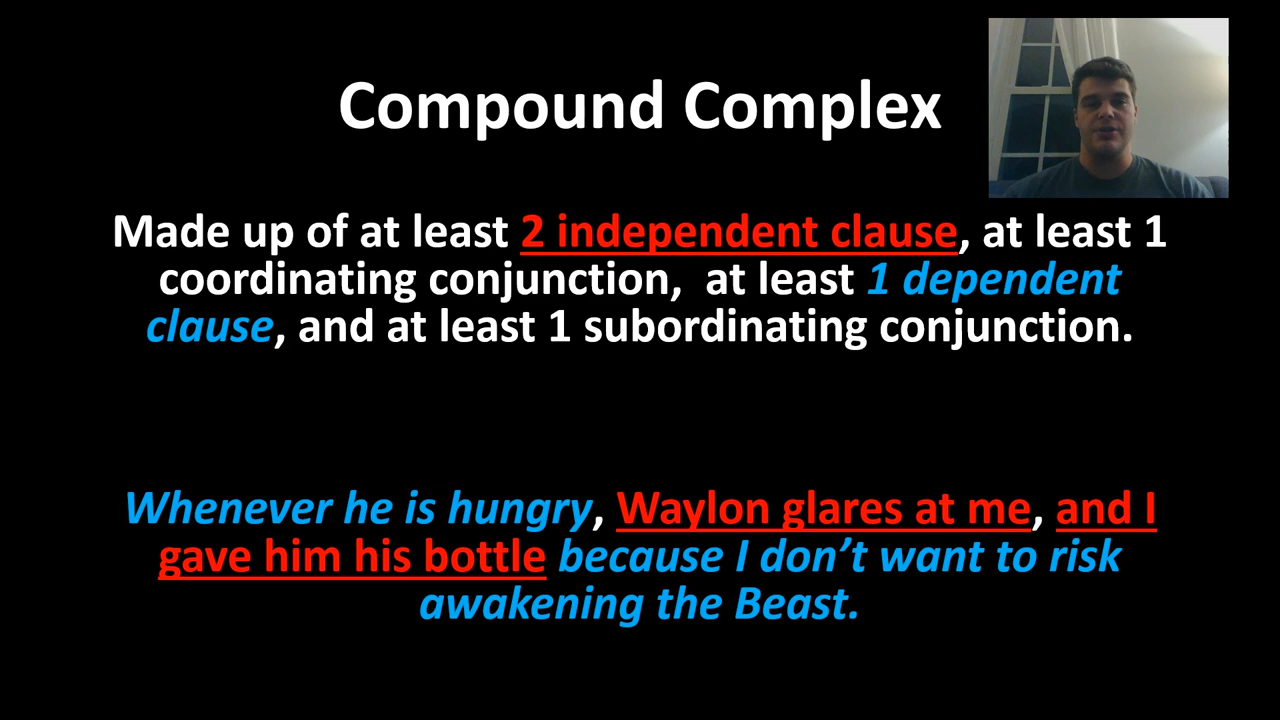 Compound Complex
Made up of at least 2 independent clause, at least 1
coordinating conjunction,  at least 1 dependent
clause, and at least 1 subordinating conjunction.
Whenever he is hungry, Waylon glares at me, and I
gave him his bottle because I don’t want to risk
awakening the Beast.